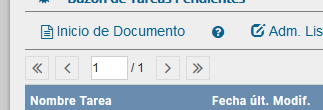 Buzón de Tareas Pendientes
Inicio de Documento Adm. Lis
1 / 1
Nombre Tarea Fecha últ. Modif.